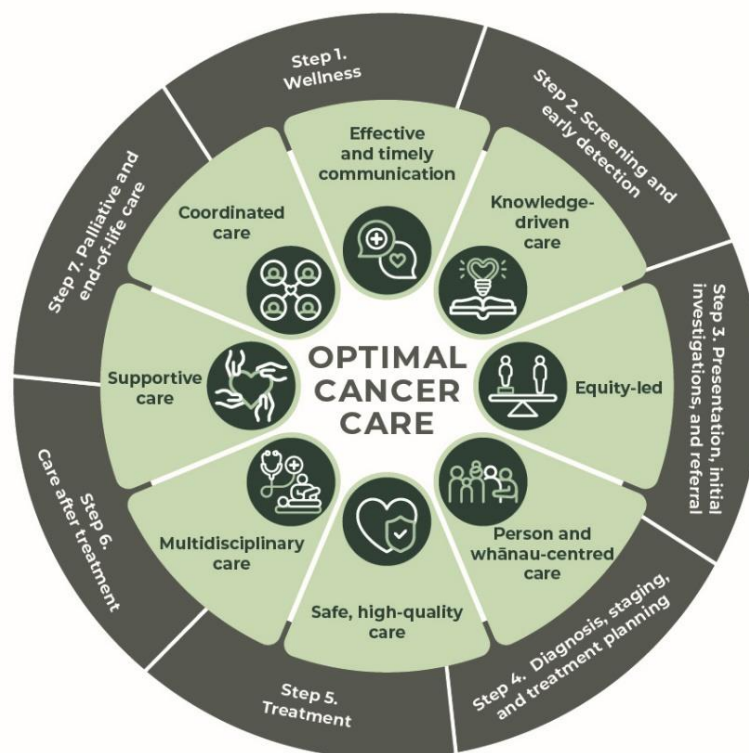 Step 1.
Wellness
Step 2. Screening and
early detection
Step 3. Presentation, initial
investigations, and referral
Step 4. Diagnosis, staging,
and treatment planning
Step 5.
Treatment
Step 6.
Care after treatment
Step 7. Palliative and
end-of-life care
Effective
and timely
communication
Knowledge-
driven
care
Equity-led
Person and
whānau-centred
care
Safe, high-quality
care
Multidisciplinary
care
Supportive
care
Coordinated
care
OPTIMAL
CANCER
CARE